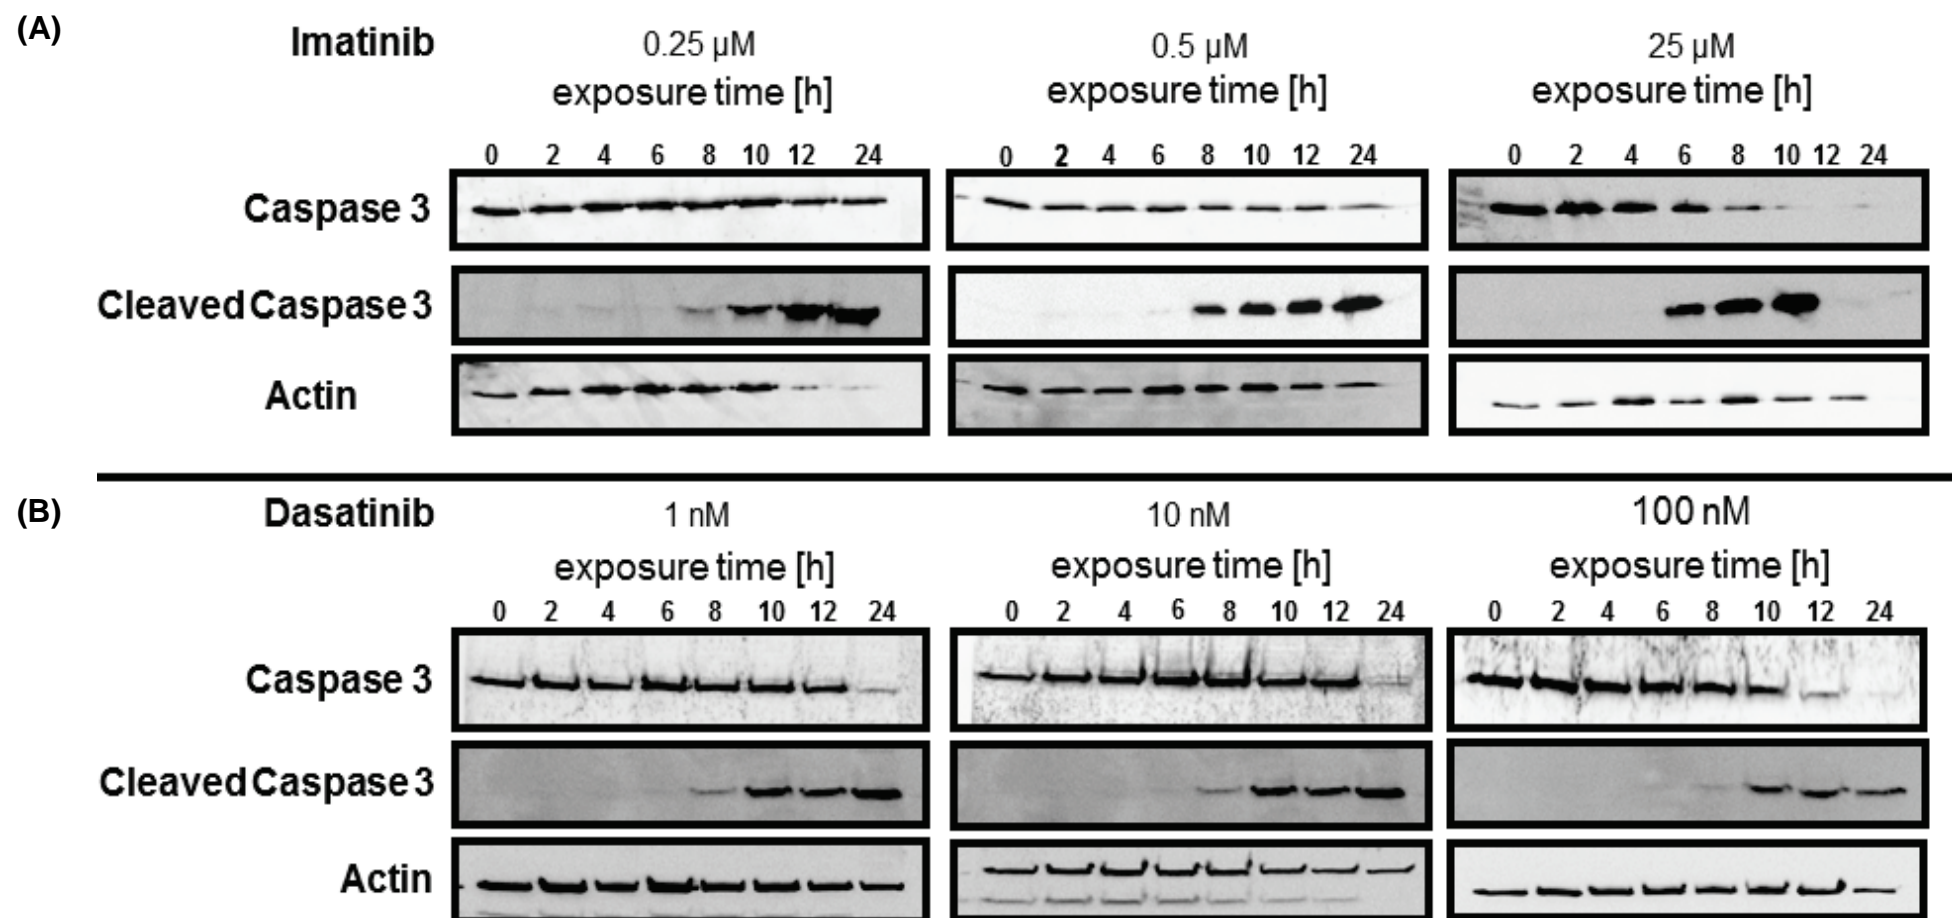 (A) Imatinib 0.25 µM 0.5 µM 25 µM
exposure time [h] exposure time [h] exposure time [h]
0 2 4 6 8 10 12 24 0 2 4 6 8 10 12 24 0 2 4 6 8 10 12 24
Caspase 3
Cleaved Caspase 3
Actin
(B) Dasatinib 1 nM 10 nM 100 nM
exposure time [h] exposure time [h] exposure time [h]
0 2 4 6 8 10 12 24 0 2 4 6 8 10 12 24 0 2 4 6 8 10 12 24
Caspase 3
Cleaved Caspase 3
Actin